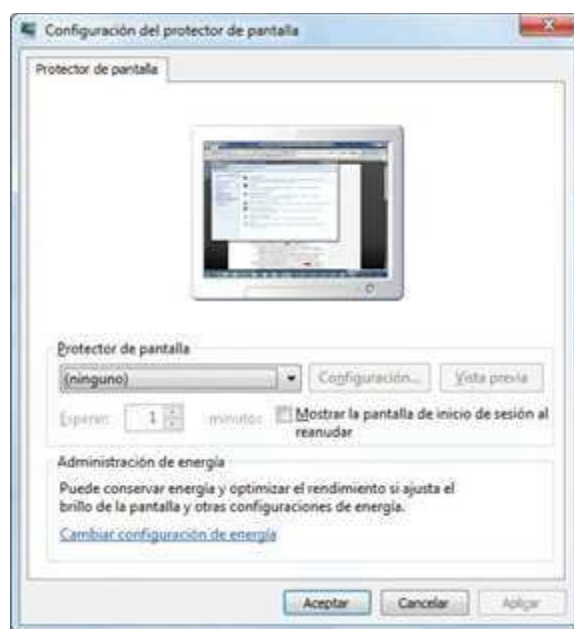 Configuración del protector de pantalla
Protector de pantalla
Protector de pantalla
(ninguno)
Configuración...
Vista previa
Esperar: 1 minutos
Mostrar la pantalla de inicio de sesión al
reanudar
Administración de energía
Puede conservar energía y optimizar el rendimiento si ajusta el
brillo de la pantalla y otras configuraciones de energía.
Cambiar configuración de energía
Aceptar
Cancelar
Aplicar